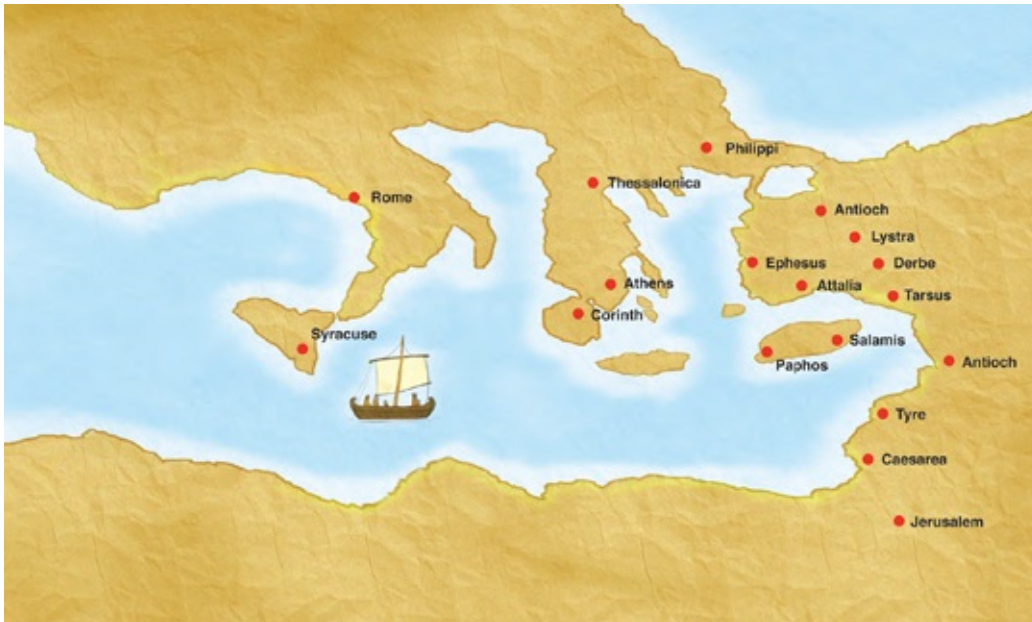 Philippi
Thessalonica
Rome
Antioch
Lystra
Ephesus
Derbe
Athens
Attalia
Tarsus
Corinth
Syracuse
Salamis
Paphos
Antioch
Tyre
Caesarea
Jerusalem